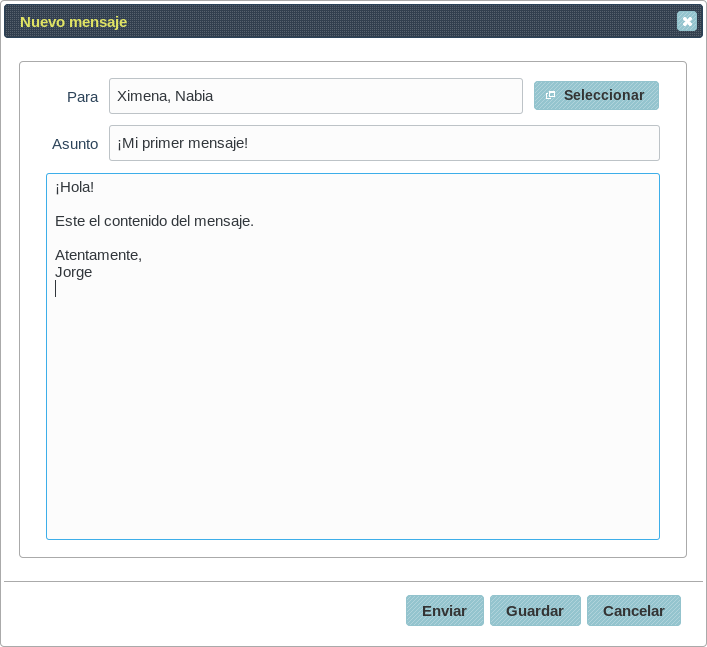 Nuevo mensaje
Para Ximena, Nabia Seleccionar
Asunto ¡Mi primer mensaje!
¡Hola!
Este el contenido del mensaje.
Atentamente,
Jorge
Enviar Guardar Cancelar